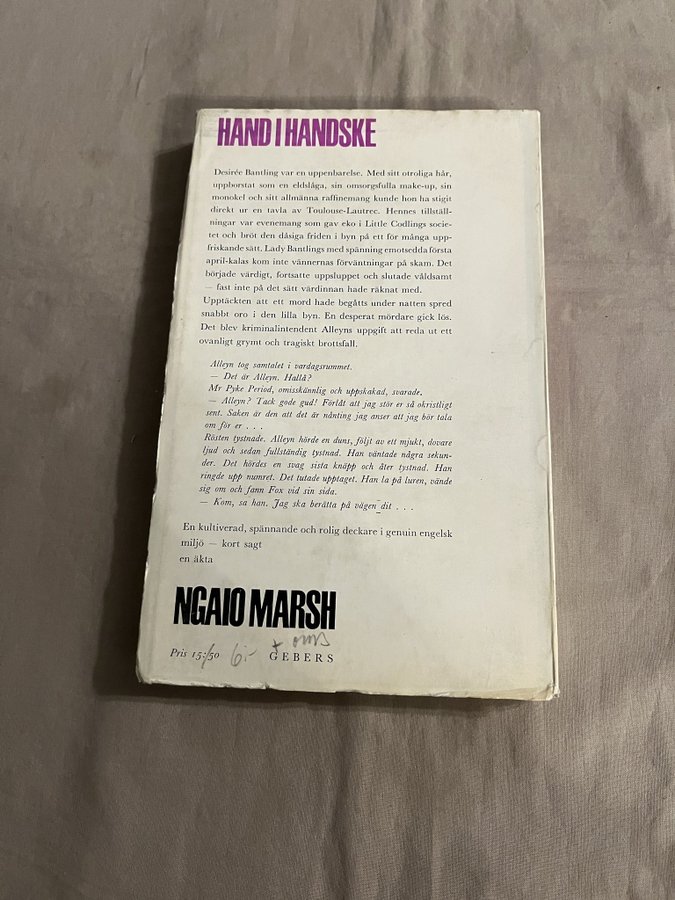 HAND I HANDSKE
Desirée Bantling var en uppenbarelse. Med sitt otroliga hår,
uppborstat som en eldslåga, sin omsorgsfulla make-up, sin
monokel och sitt allmänna raffinemang kunde hon ha stigit
direkt ur en tavla av Toulouse-Lautrec. Hennes tillställ-
ningar var evenemang som gav eko i Little Codlings socie-
tet och bröt den dåsiga friden i byn på ett för många upp-
friskande sätt. Lady Bantlings med spänning emotsedda första
april-kalas kom inte vännernas förväntningar på skam. Det
började värdigt, fortsatte uppsluppet och slutade våldsamt
— fast inte på det sätt värdinnan hade räknat med.
Upptäckten att ett mord hade begåtts under natten spred
snabbt oro i den lilla byn. En desperat mördare gick lös.
Det blev kriminalintendent Alleyns uppgift att reda ut ett
ovanligt grymt och tragiskt brottsfall.
Alleyn tog samtalet i vardagsrummet.
— Det är Alleyn. Hallå?
Mr Pyke Period, omisskännlig och uppskakad, svarade.
— Alleyn? Tack gode gud! Förlåt att jag stör er så okristligt
sent. Saken är den att det är nånting jag anser att jag bör tala
om för er . . .
Rösten tystnade. Alleyn hörde en duns, följt av ett mjukt, dovare
ljud och sedan fullständig tystnad. Han väntade några sekun-
der. Det hördes en svag sista knäpp och åter tystnad. Han
ringde upp numret. Det tutade upptaget. Han la på luren, vände
sig om och fann Fox vid sin sida.
— Kom, sa han. Jag ska berätta på vägen dit . . .
En kultiverad, spännande och rolig deckare i genuin engelsk
miljö — kort sagt
en äkta
NGAIO MARSH
Pris 15:/50 6:- + oms
GEBERS